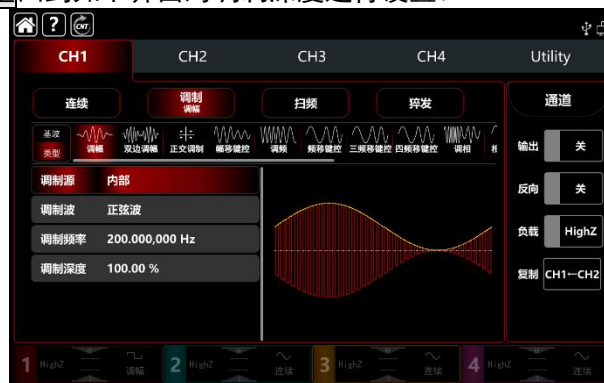 ? CNT
CH1 CH2 CH3 CH4 Utility
连续 调制 调幅 扫频 猝发 通道
基波 类型 调幅 双边调幅 正交调制 幅移键控 调频 频移键控 三频移键控 四频移键控 调相
输出 关
反向 关
负载 HighZ
复制 CH1←CH2
调制源 内部
调制波 正弦波
调制频率 200.000,000 Hz
调制深度 100.00 %
1 HighZ 调幅 2 HighZ 连续 3 HighZ 连续 4 HighZ 连续